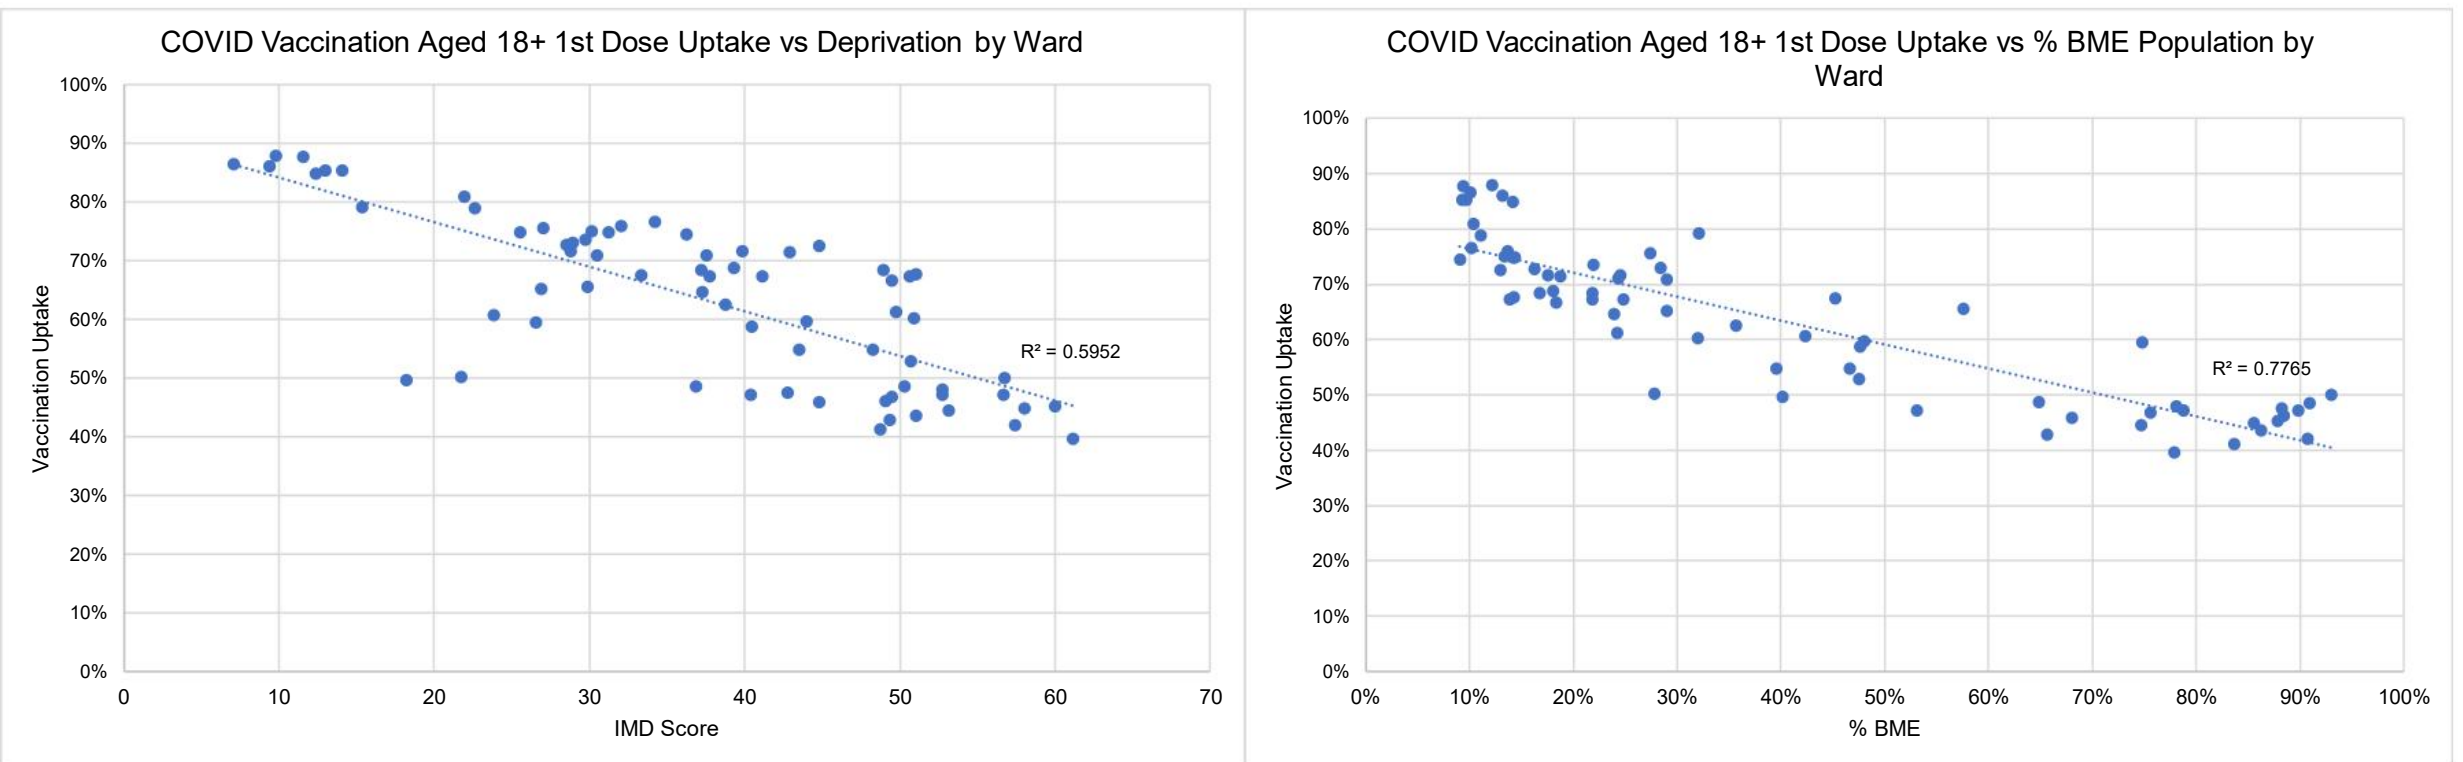 COVID Vaccination Aged 18+ 1st Dose Uptake vs Deprivation by Ward
100%
90%
80%
70%
60%
50%
40%
30%
20%
10%
0%
Vaccination Uptake
R² = 0.5952
0 10 20 30 40 50 60 70
IMD Score
COVID Vaccination Aged 18+ 1st Dose Uptake vs % BME Population by
Ward
100%
90%
80%
70%
60%
50%
40%
30%
20%
10%
0%
Vaccination Uptake
R² = 0.7765
0% 10% 20% 30% 40% 50% 60% 70% 80% 90% 100%
% BME